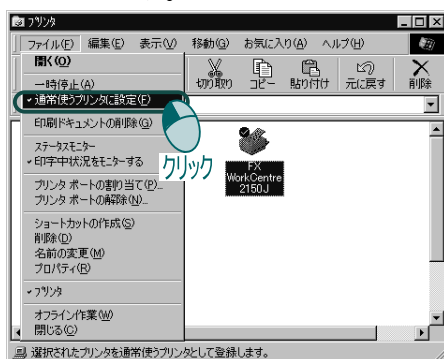 プリンタ
ファイル(F) 編集(E) 表示(V) 移動(G) お気に入り(A) ヘルプ(H)
開く(O)
一時停止(A)
通常使うプリンタに設定(F)
印刷ドキュメントの削除(G)
ステータスモニター
印字中状況をモニターする
プリンタ ポートの割り当て(P)...
プリンタ ポートの解除(N)...
ショートカットの作成(S)
削除(D)
名前の変更(M)
プロパティ(R)
プリンタ
オフライン作業(W)
閉じる(C)
切り取り コピー 貼り付け 元に戻す 削除
クリック
FX
WorkCentre
2150J
選択されたプリンタを通常使うプリンタとして登録します。